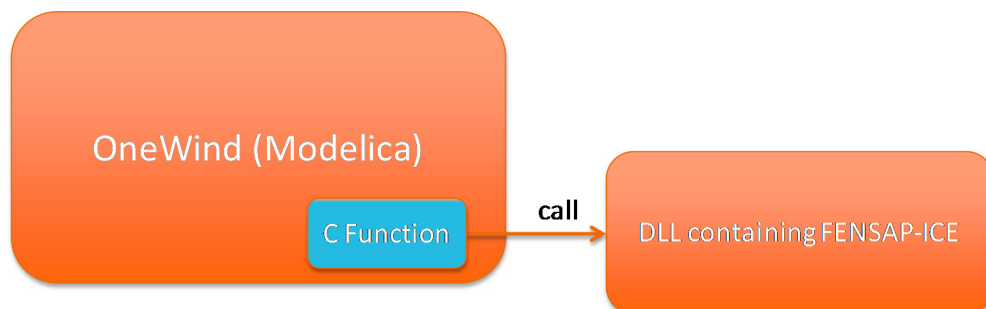 OneWind (Modelica)
C Function
call
DLL containing FENSAP-ICE